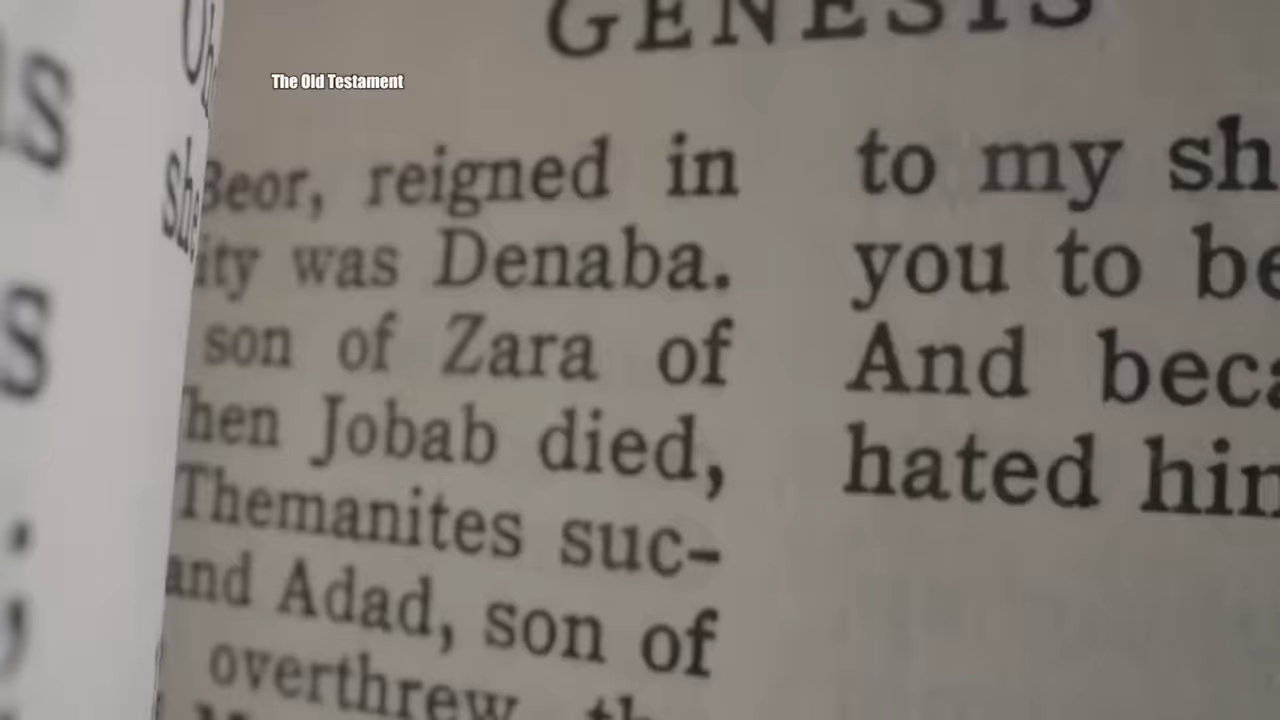 GENESIS
The Old Testament
Beor, reigned in
ity was Denaba.
son of Zara of
hen Jobab died,
Themanites suc-
and Adad, son of
overthrew
to my sh
you to be
And beca
hated him